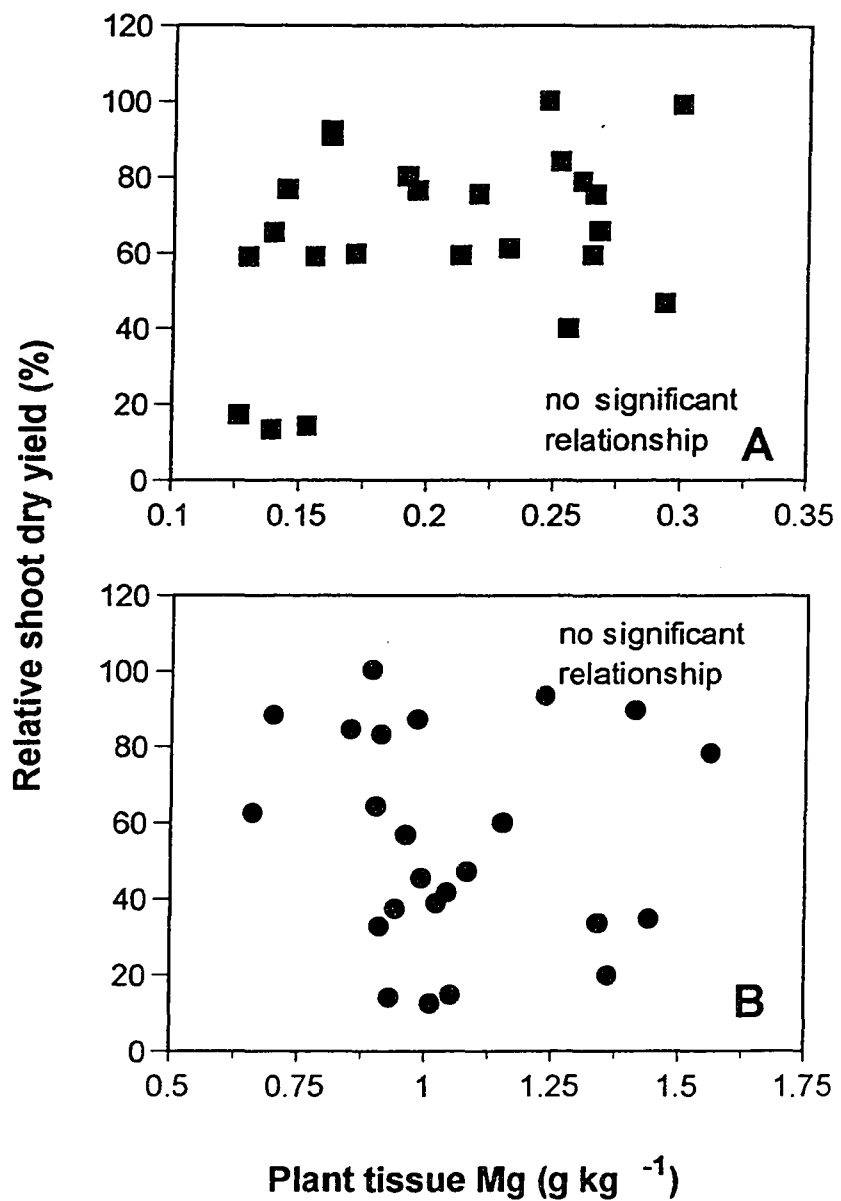 120
100
80
60
40
20
0
no significant
relationship
A
0.1 0.15 0.2 0.25 0.3 0.35
Relative shoot dry yield (%)
120
100
80
60
40
20
0
no significant
relationship
B
0.5 0.75 1 1.25 1.5 1.75
Plant tissue Mg (g kg -1)